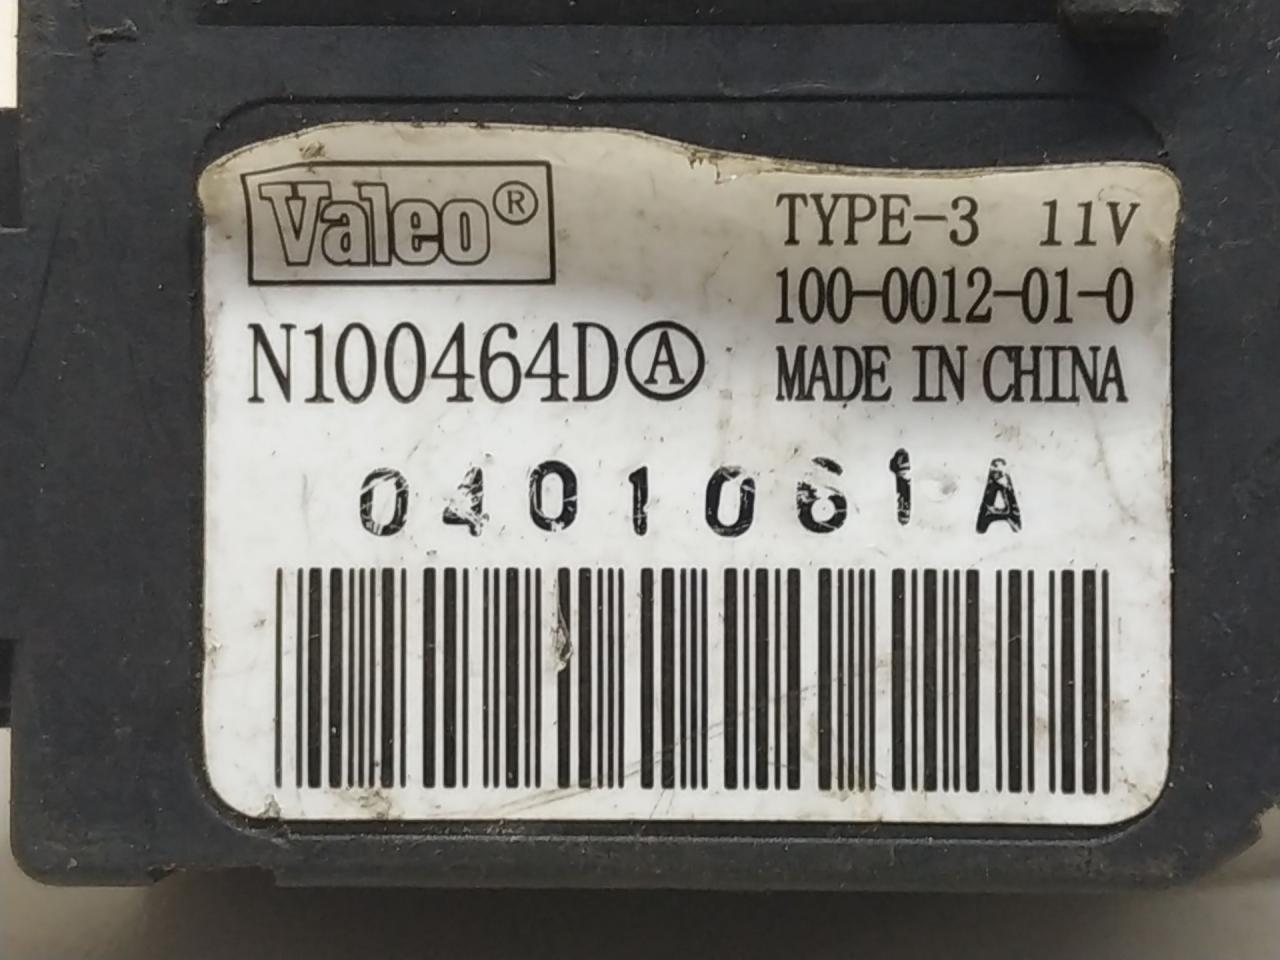 Valeo®
TYPE-3 11V
100-0012-01-0
N100464DⒶ
MADE IN CHINA
0401061A